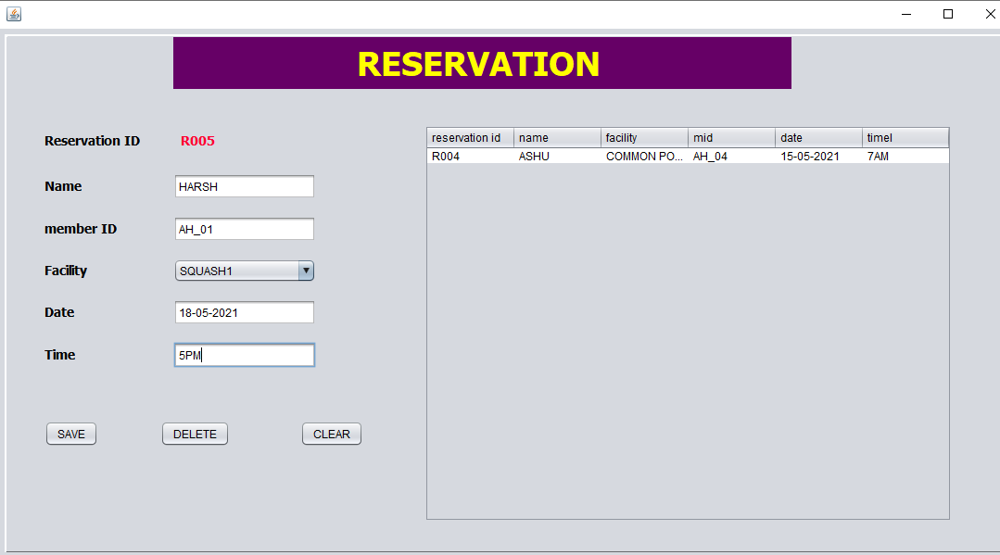 RESERVATION
Reservation ID R005
Name HARSH
member ID AH_01
Facility SQUASH1
Date 18-05-2021
Time 5PM
SAVE DELETE CLEAR
reservation id name facility mid date timel
R004 ASHU COMMON PO... AH_04 15-05-2021 7AM